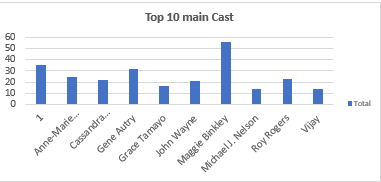 Top 10 main Cast
60
50
40
30
20
10
0
1
Anne-Marie...
Cassandra...
Gene Autry
Grace Tamayo
John Wayne
Maggie Binkley
Michael J. Nelson
Roy Rogers
Vijay
Total